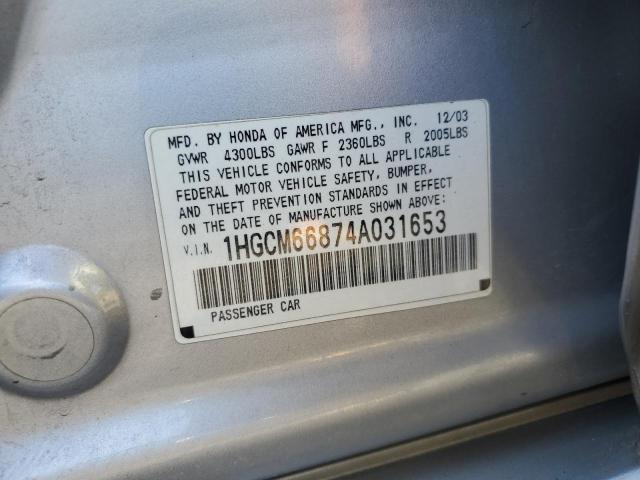 MFD. BY HONDA OF AMERICA MFG., INC. 12/03
GVWR 4300LBS GAWR F 2360LBS R 2005LBS
THIS VEHICLE CONFORMS TO ALL APPLICABLE
FEDERAL MOTOR VEHICLE SAFETY, BUMPER,
AND THEFT PREVENTION STANDARDS IN EFFECT
ON THE DATE OF MANUFACTURE SHOWN ABOVE:
V.I.N. 1HGCM66874A031653
PASSENGER CAR